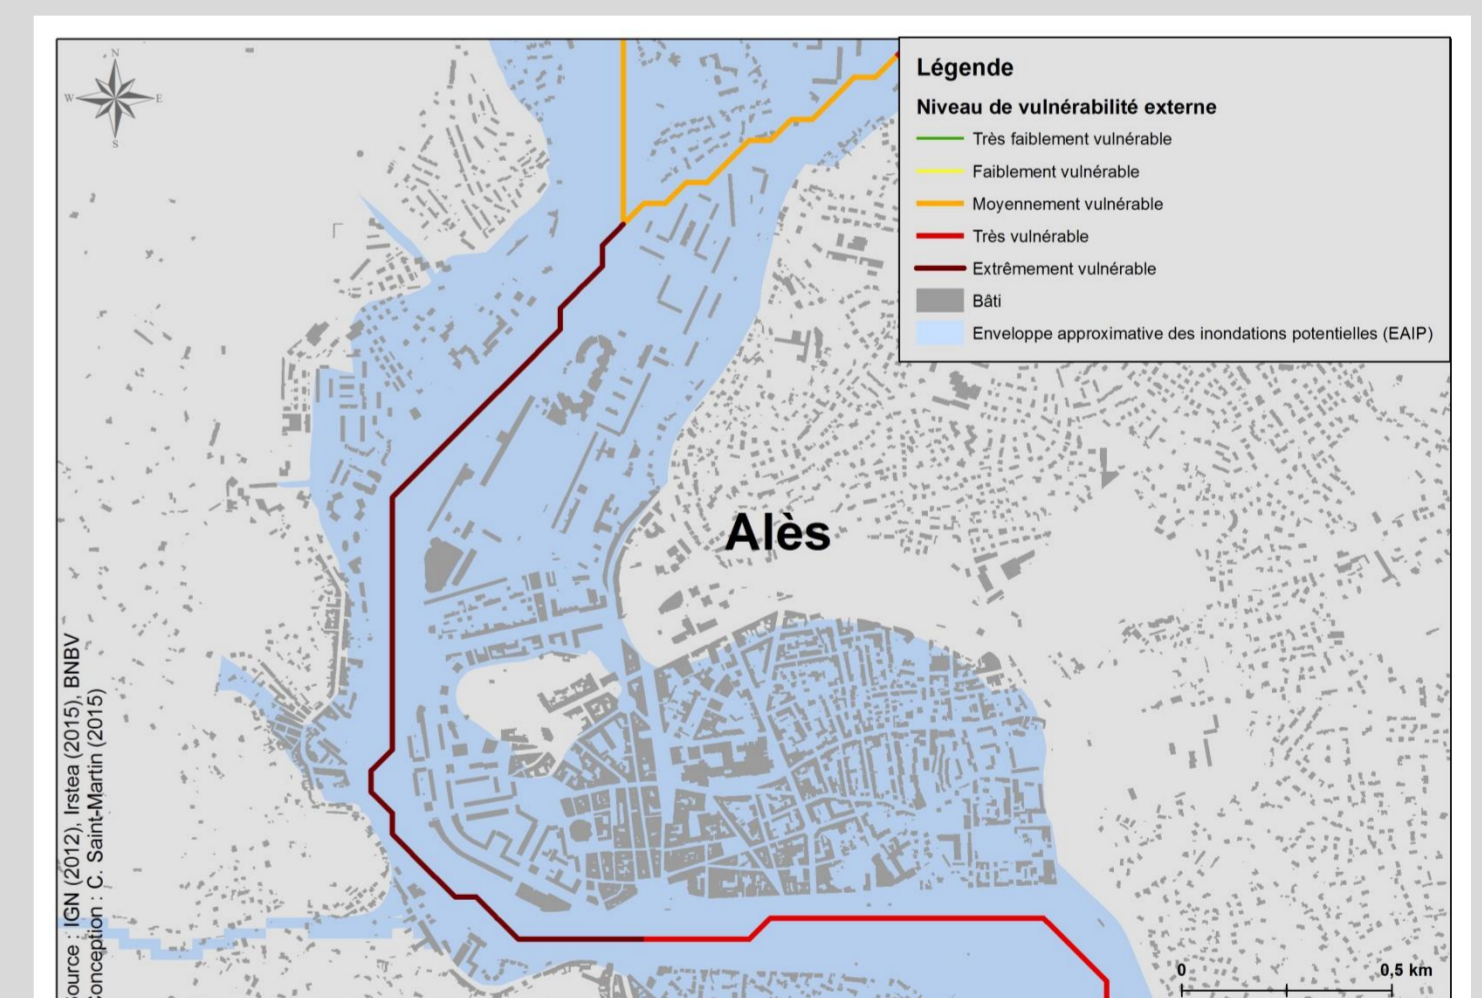 N
W E
S
Légende
Niveau de vulnérabilité externe
Très faiblement vulnérable
Faiblement vulnérable
Moyennement vulnérable
Très vulnérable
Extrêmement vulnérable
Bâti
Enveloppe approximative des inondations potentielles (EAIP)
Alès
Source : IGN (2012), Irstea (2015), BNBV
Conception : C. Saint-Martin (2015)
0 0,5 km